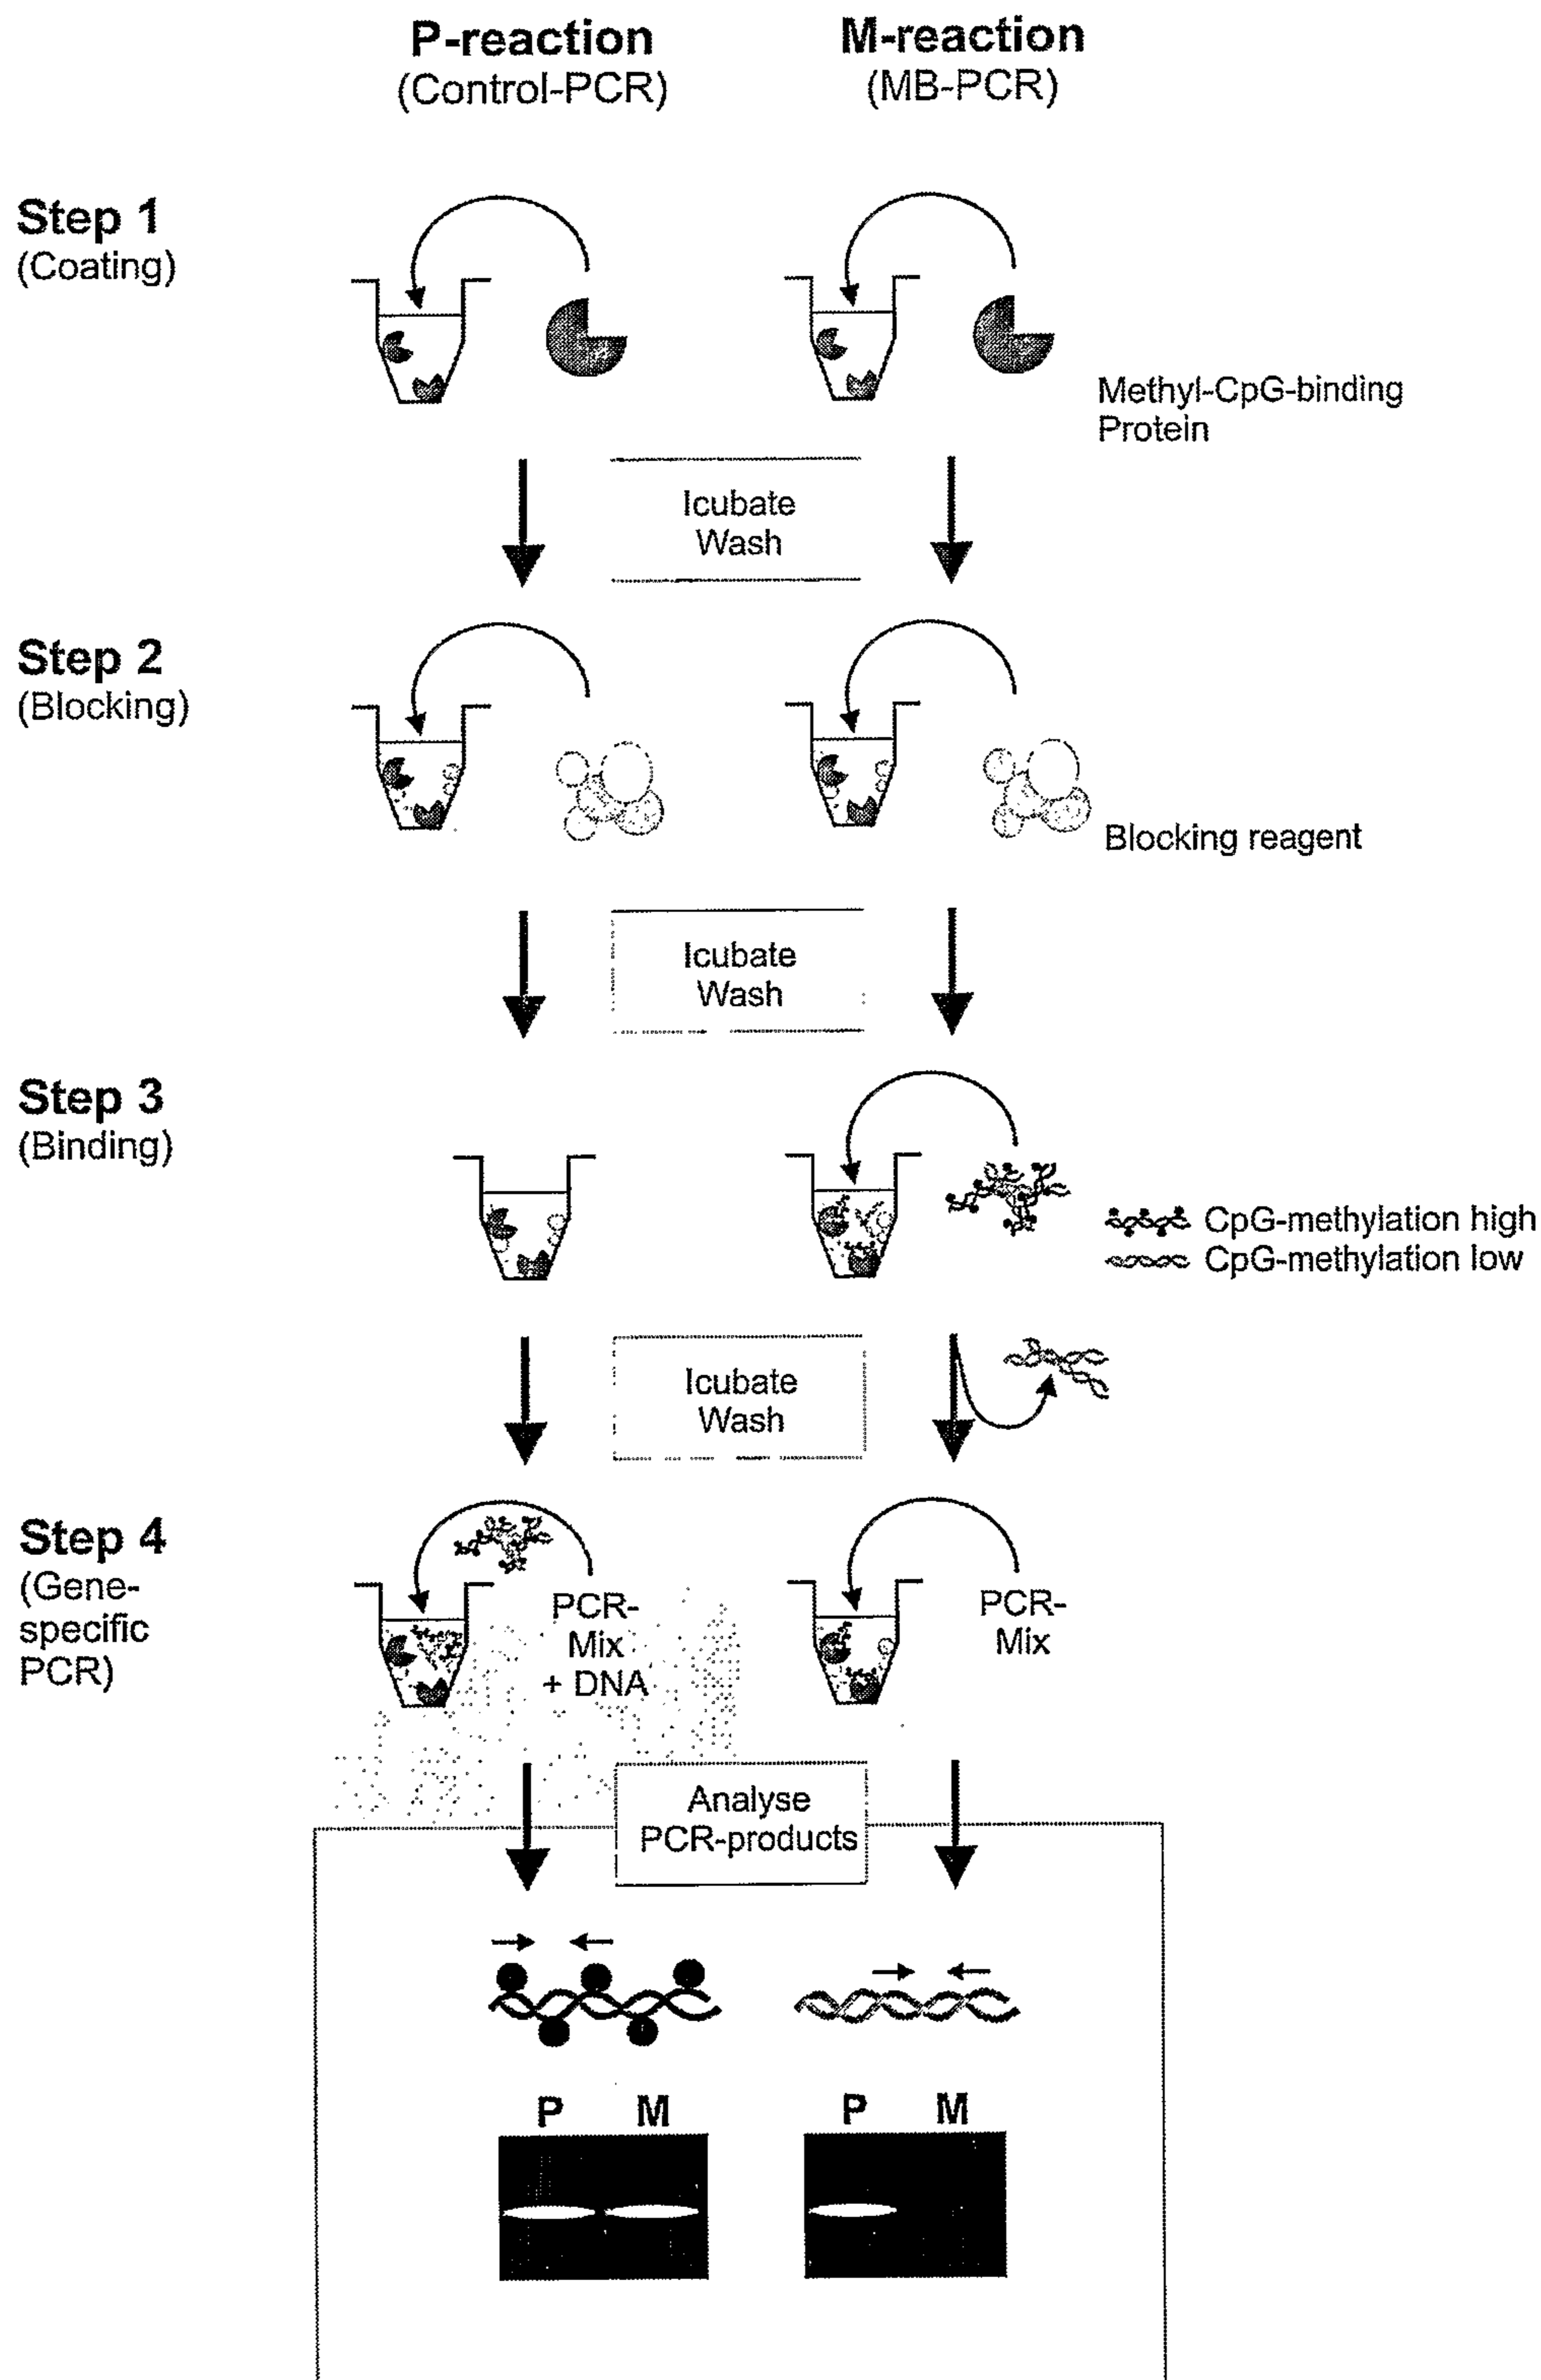 P-reaction
(Control-PCR)
M-reaction
(MB-PCR)
Step 1
(Coating)
Methyl-CpG-binding
Protein
Icubate
Wash
Step 2
(Blocking)
Blocking reagent
Icubate
Wash
Step 3
(Binding)
CpG-methylation high
CpG-methylation low
Icubate
Wash
Step 4
(Gene-
specific
PCR)
PCR-
Mix
+ DNA
PCR-
Mix
Analyse
PCR-products
P M
P M